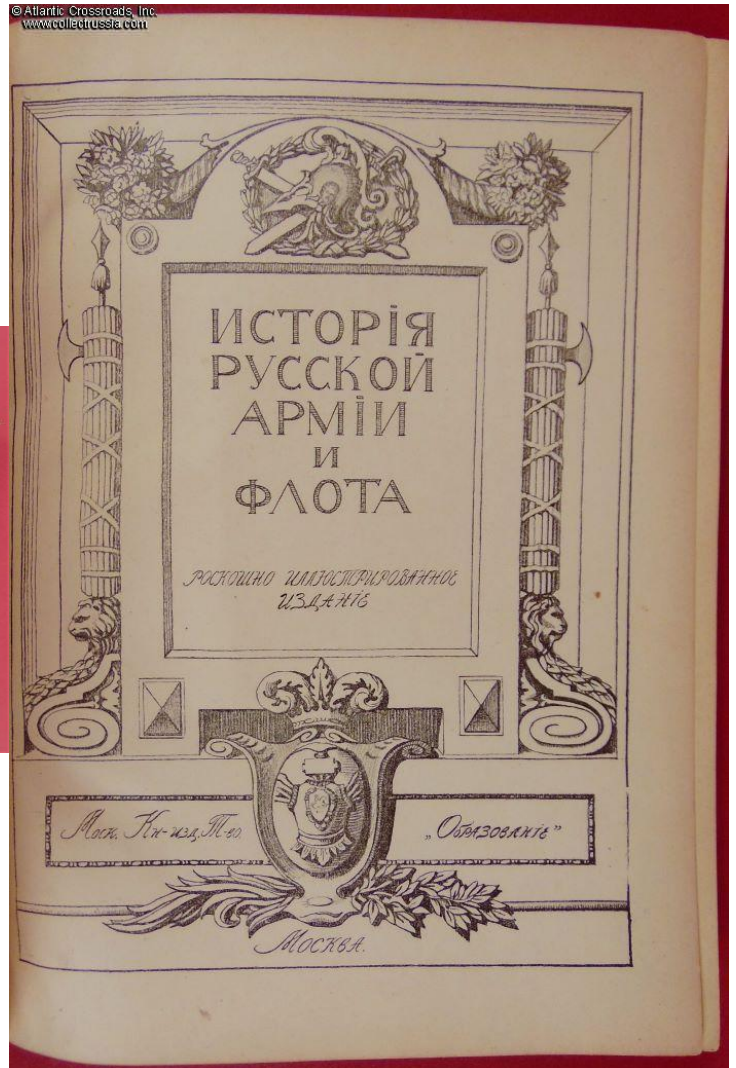 © Atlantic Crossroads, Inc.
www.collectrussia.com
ИСТОРІЯ
РУССКОЙ
АРМІИ
И
ФЛОТА
РОСКОШНО ИЛЛЮСТРИРОВАННОЕ
ИЗДАНІЕ
Моск. Кн-изд. Т-во. „Образованіе”
Москва.